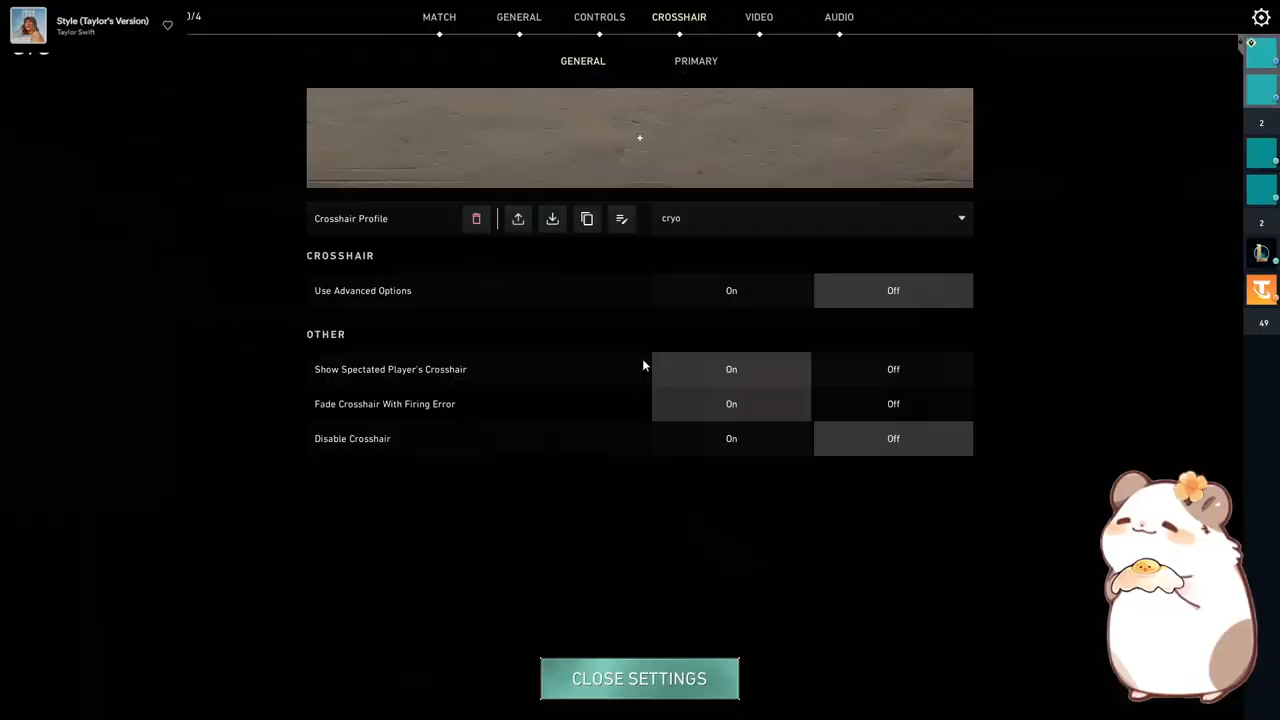 Style (Taylor's Version)
Taylor Swift
0/4
MATCH
GENERAL
CONTROLS
CROSSHAIR
VIDEO
AUDIO
GENERAL
PRIMARY
Crosshair Profile
cryo
CROSSHAIR
Use Advanced Options
On
Off
OTHER
Show Spectated Player's Crosshair
On
Off
Fade Crosshair With Firing Error
On
Off
Disable Crosshair
On
Off
CLOSE SETTINGS
2
2
49